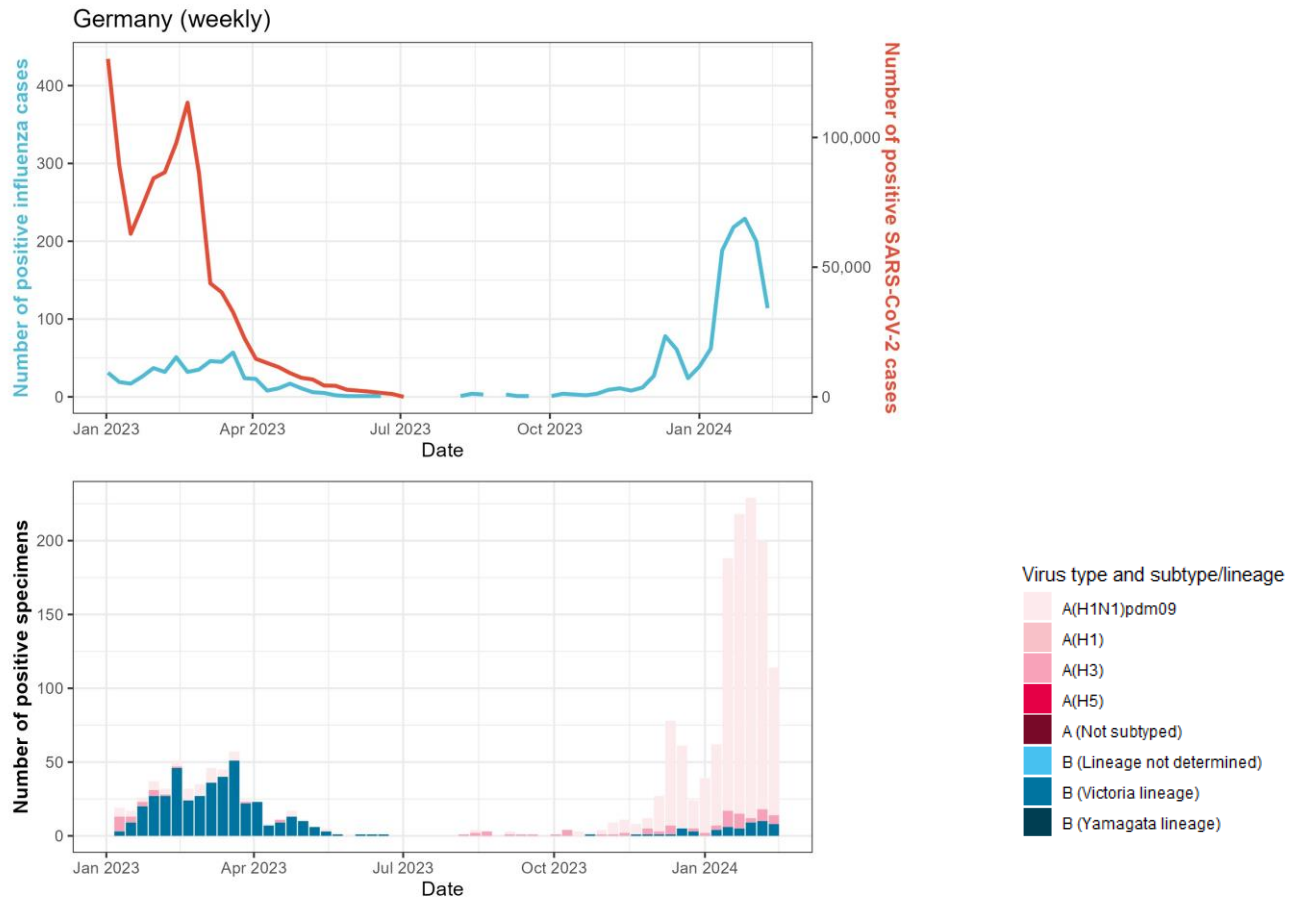 Germany (weekly)
Number of positive influenza cases
400
300
200
100
0
100,000
50,000
0
Number of positive SARS-CoV-2 cases
Jan 2023 Apr 2023 Jul 2023 Oct 2023 Jan 2024
Date
Number of positive specimens
200
150
100
50
0
Jan 2023 Apr 2023 Jul 2023 Oct 2023 Jan 2024
Date
Virus type and subtype/lineage
A(H1N1)pdm09
A(H1)
A(H3)
A(H5)
A (Not subtyped)
B (Lineage not determined)
B (Victoria lineage)
B (Yamagata lineage)